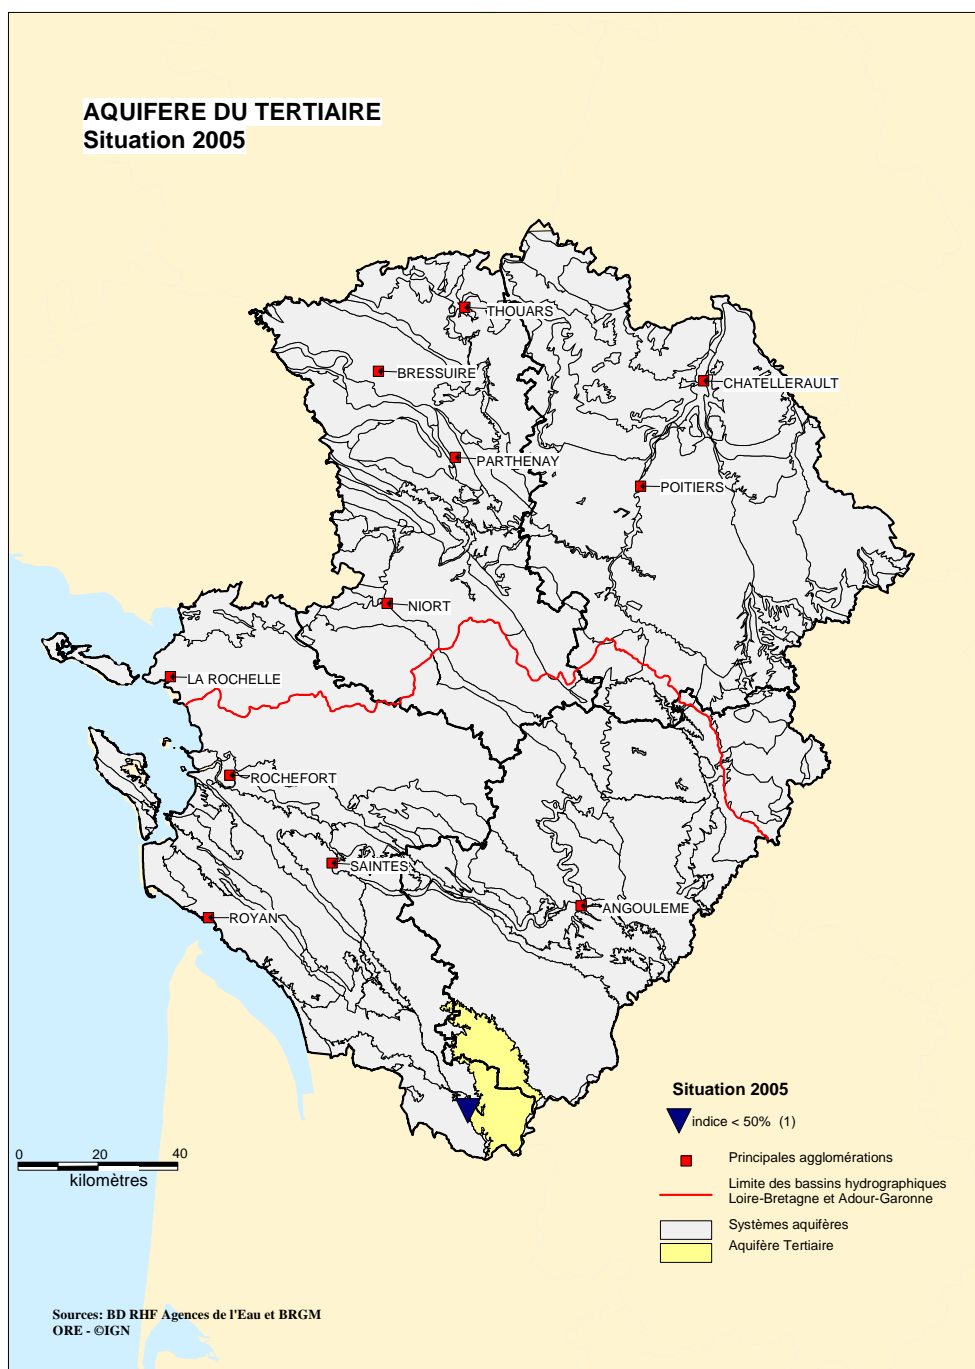 AQUIFERE DU TERTIAIRE
Situation 2005
THOUARS
BRESSUIRE
CHATELLERAULT
PARTHENAY
POITIERS
NIORT
LA ROCHELLE
ROCHEFORT
SAINTES
ANGOULEME
ROYAN
Situation 2005
indice < 50% (1)
Principales agglomérations
Limite des bassins hydrographiques
Loire-Bretagne et Adour-Garonne
Systèmes aquifères
Aquifère Tertiaire
0 20 40
kilomètres
Sources: BD RHF Agences de l'Eau et BRGM
ORE - ©IGN